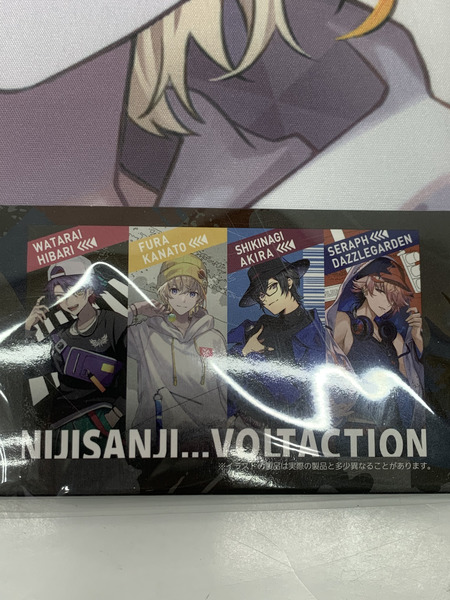 WATARAI
HIBARI
FURA
KANATO
SHIKINAGI
AKIRA
SERAPH
DAZZLEGARDEN
NIJISANJI...VOLTACTION
※イラストの製品は実際の製品と多少異なることがあります。